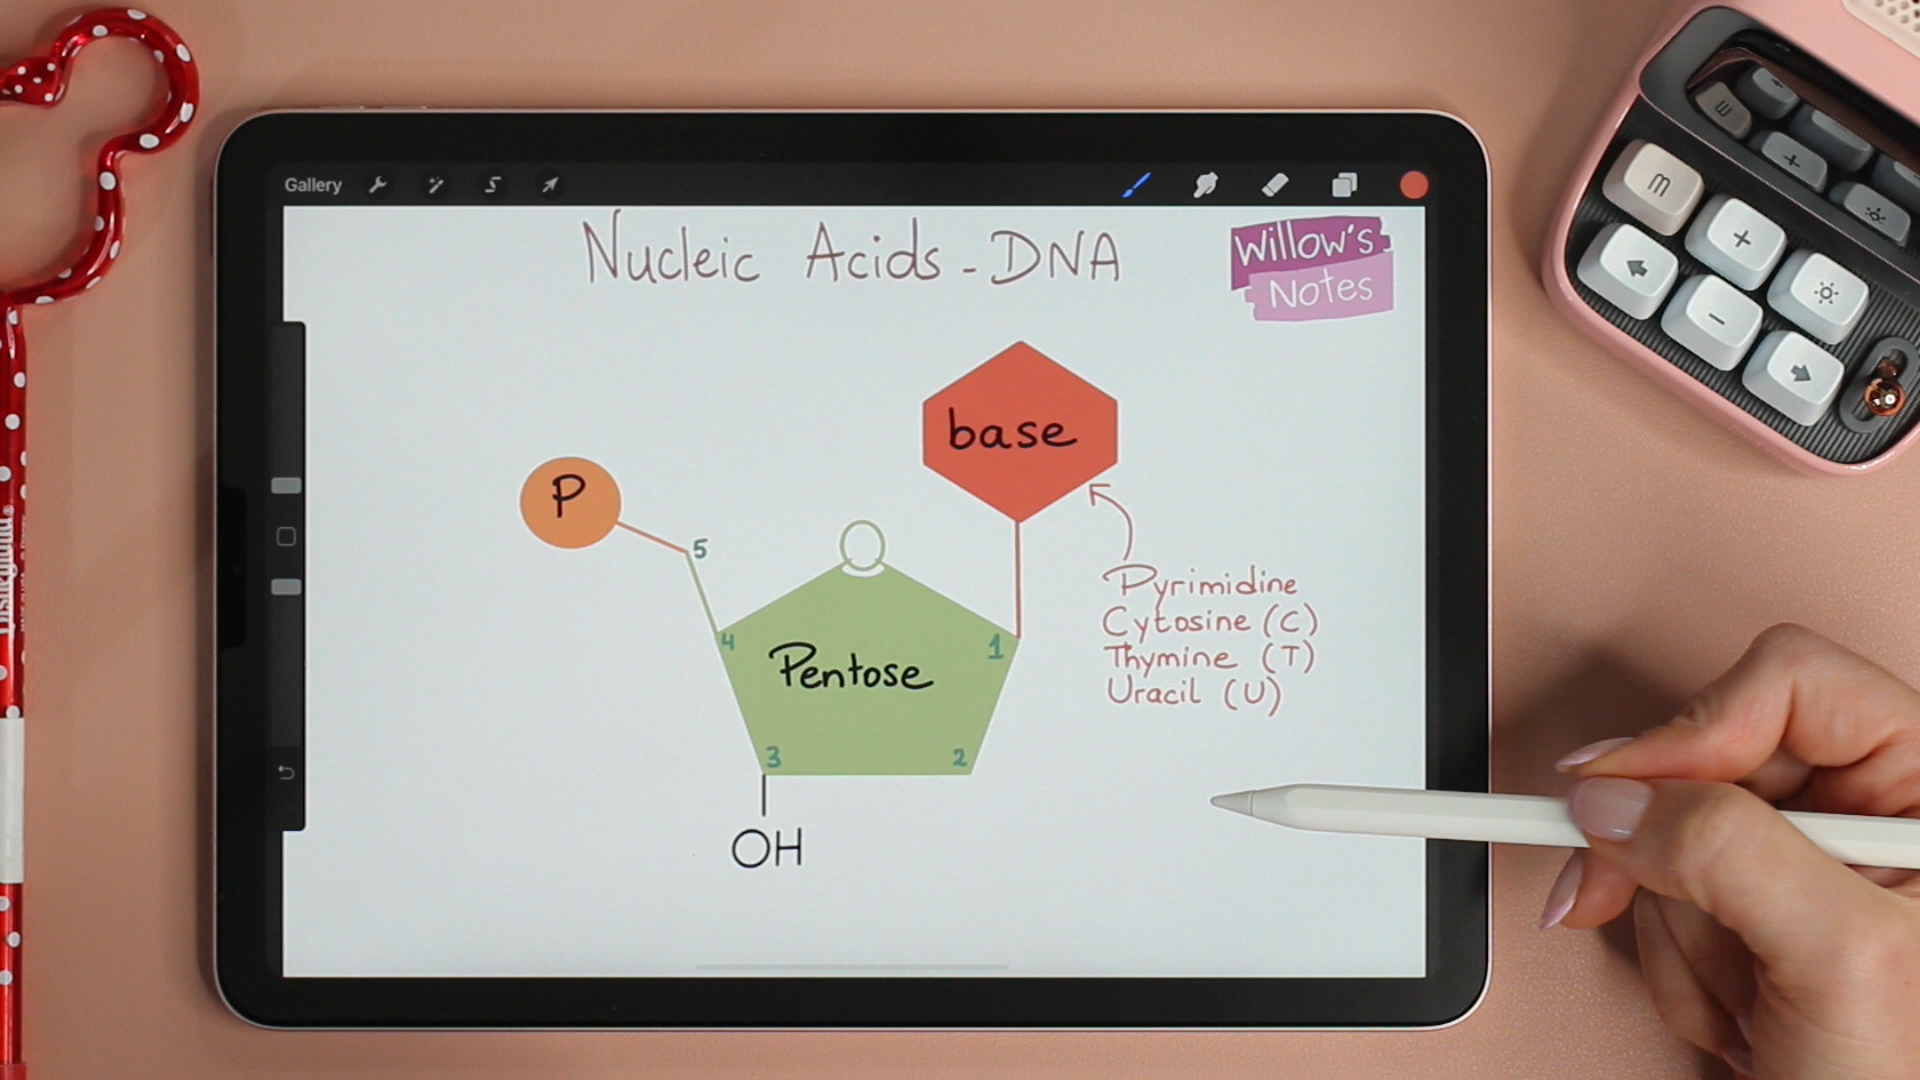 Gallery
Nucleic Acids - DNA
Willow's
Notes
base
P
5
O
4
1
Pentose
3
2
OH
Pyrimidine
Cytosine (C)
Thymine (T)
Uracil (U)
m
+
-